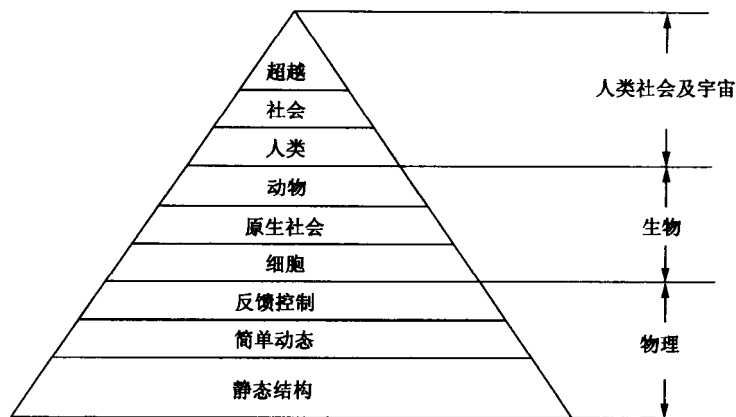 超越
社会
人类
动物
原生社会
细胞
反馈控制
简单动态
静态结构
人类社会及宇宙
生物
物理